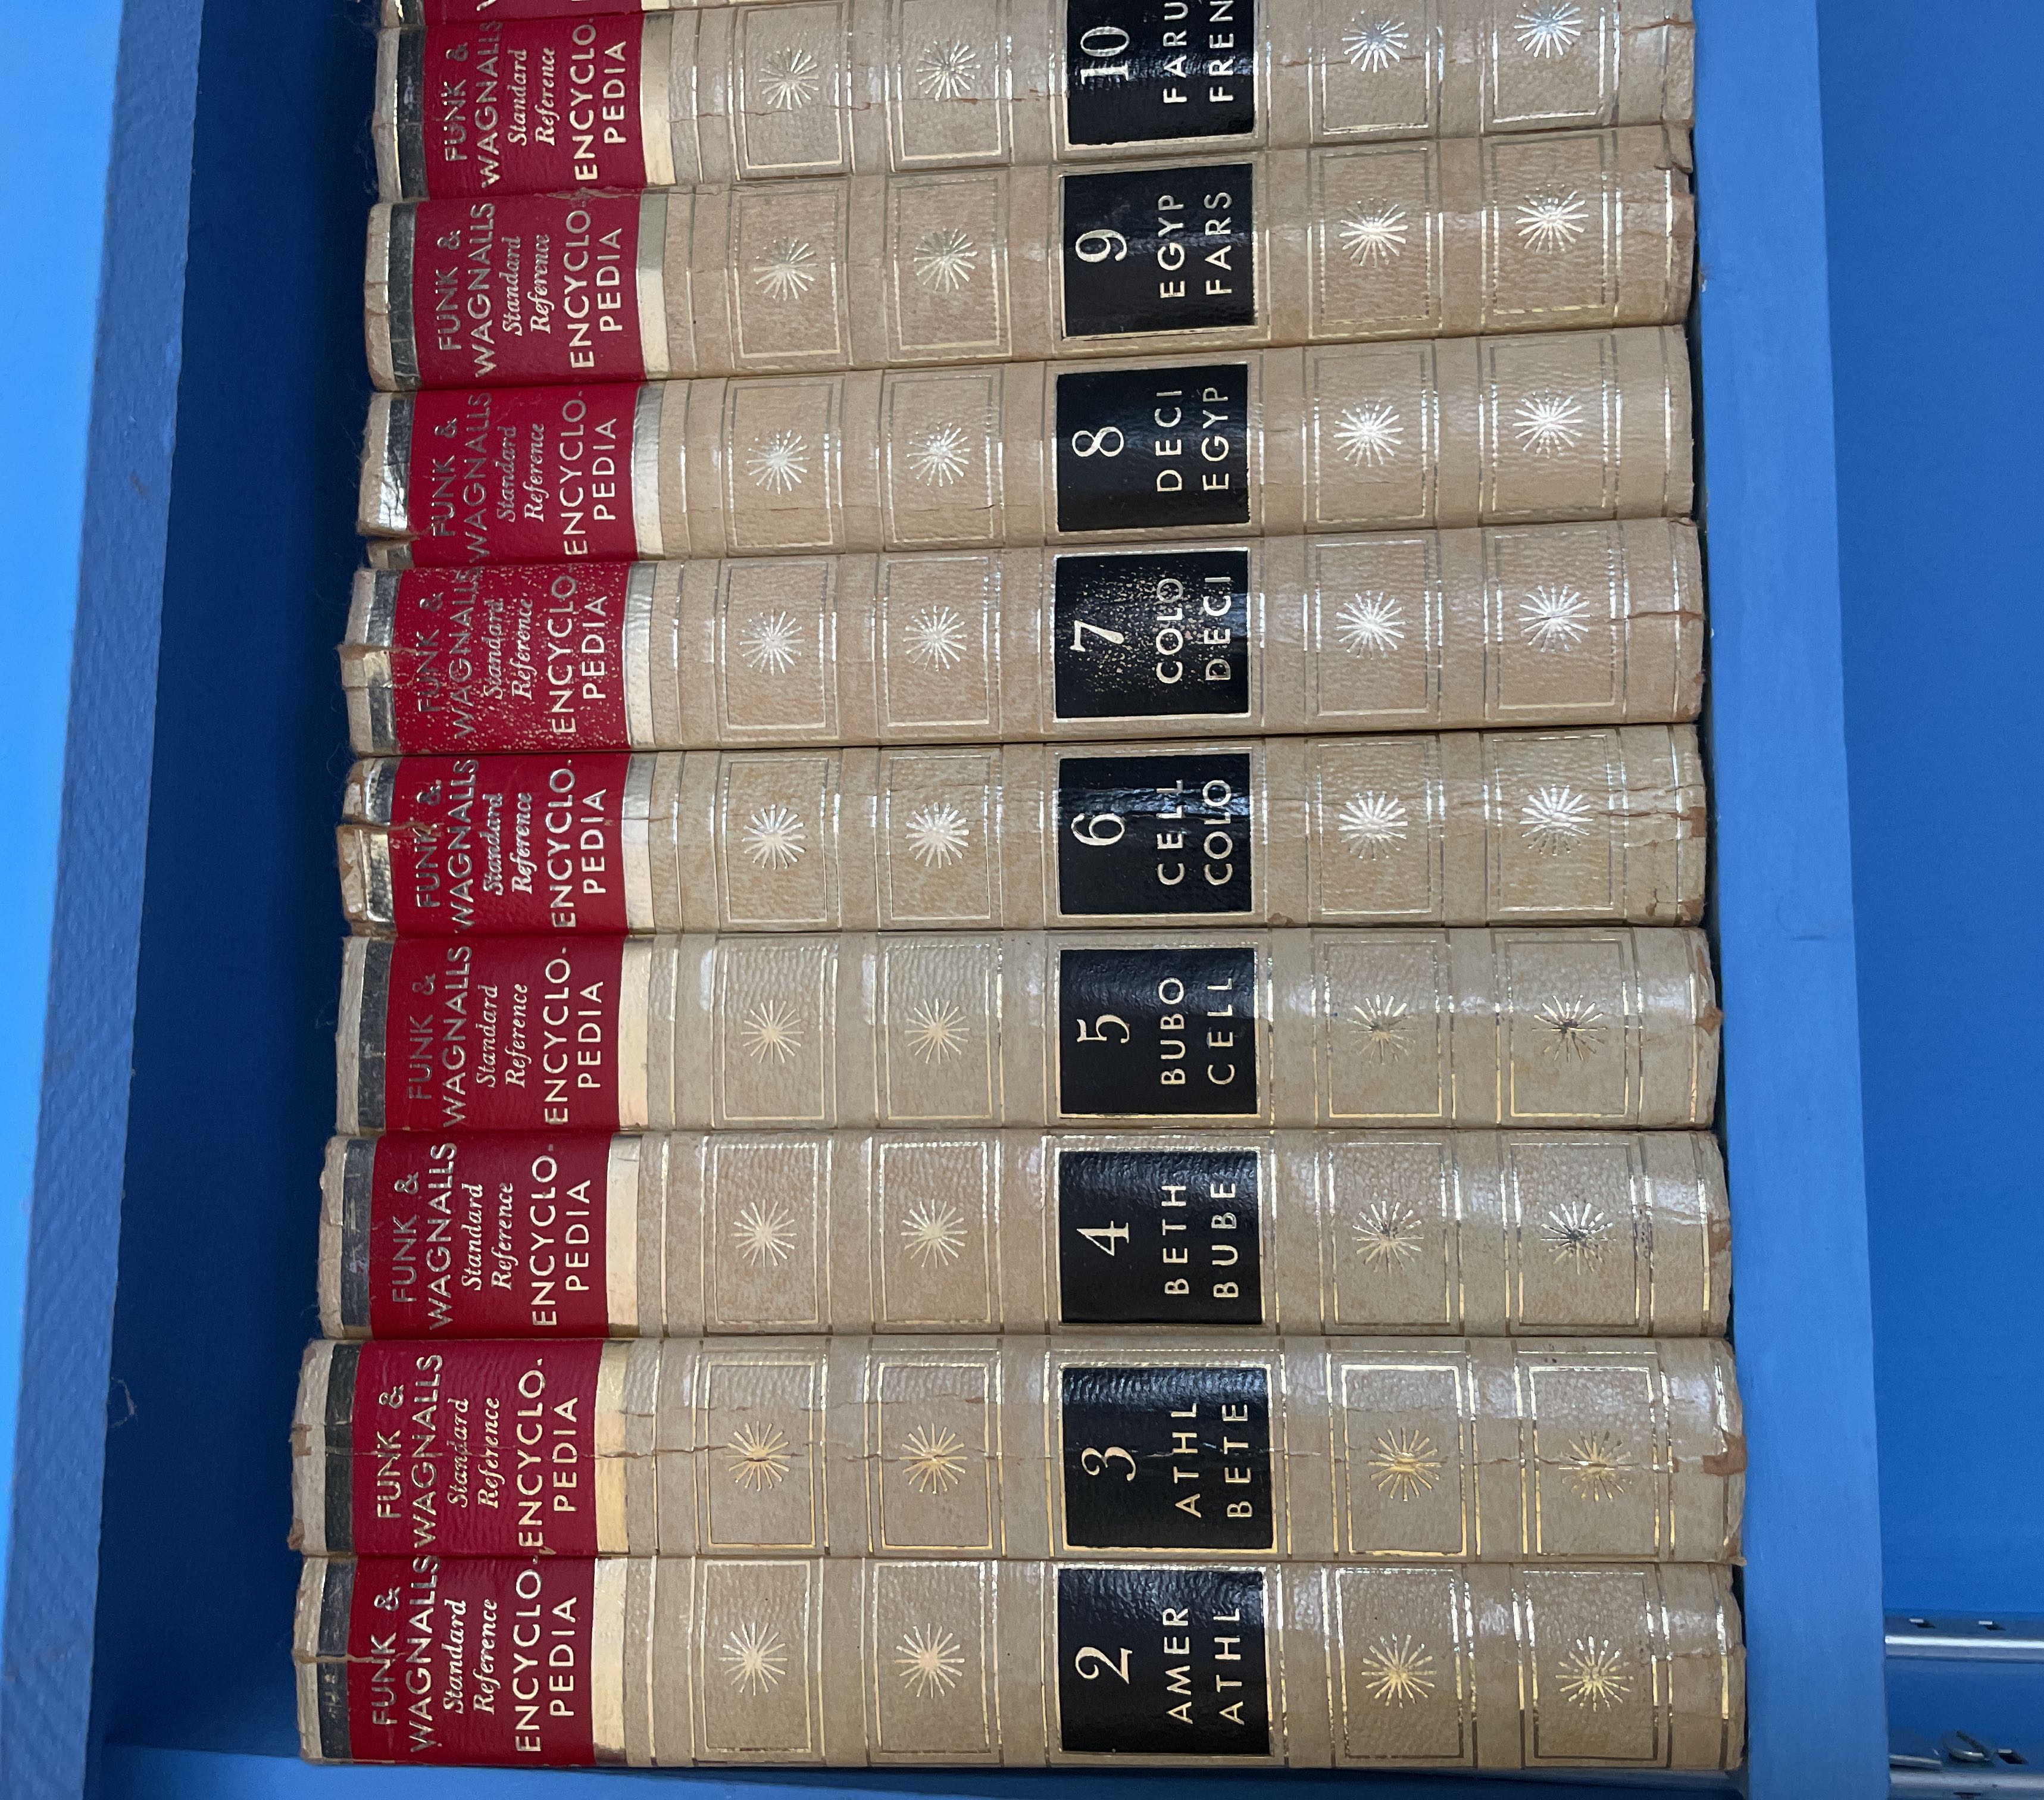 FUNK &
WAGNALLS
Standard
Reference
ENCYCLO-
PEDIA
2
AMER
ATHL
FUNK &
WAGNALLS
Standard
Reference
ENCYCLO-
PEDIA
3
ATHL
BETE
FUNK &
WAGNALLS
Standard
Reference
ENCYCLO-
PEDIA
4
BETH
BUBE
FUNK &
WAGNALLS
Standard
Reference
ENCYCLO-
PEDIA
5
BUBO
CELL
FUNK &
WAGNALLS
Standard
Reference
ENCYCLO-
PEDIA
6
CELL
COLO
FUNK &
WAGNALLS
Standard
Reference
ENCYCLO-
PEDIA
7
COLO
DECI
FUNK &
WAGNALLS
Standard
Reference
ENCYCLO-
PEDIA
8
DECI
EGYP
FUNK &
WAGNALLS
Standard
Reference
ENCYCLO-
PEDIA
9
EGYP
FARS
FUNK &
WAGNALLS
Standard
Reference
ENCYCLO-
PEDIA
10
FARU
FREN